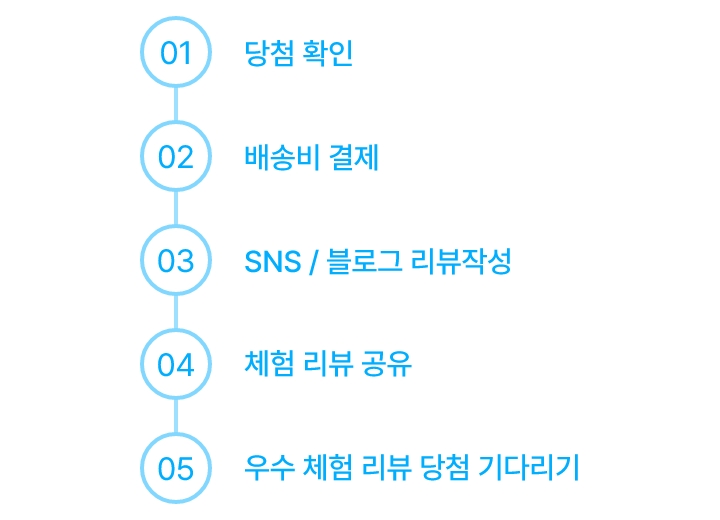 01 당첨 확인
02 배송비 결제
03 SNS / 블로그 리뷰작성
04 체험 리뷰 공유
05 우수 체험 리뷰 당첨 기다리기